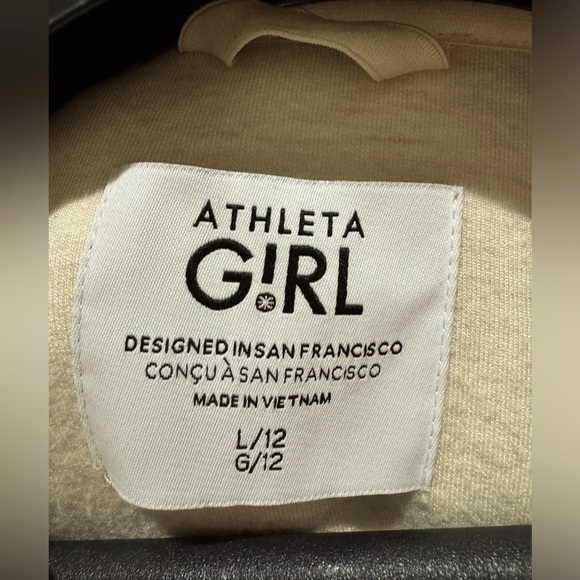 ATHLETA
G!RL
DESIGNED IN SAN FRANCISCO
CONÇU À SAN FRANCISCO
MADE IN VIETNAM
L/12
G/12